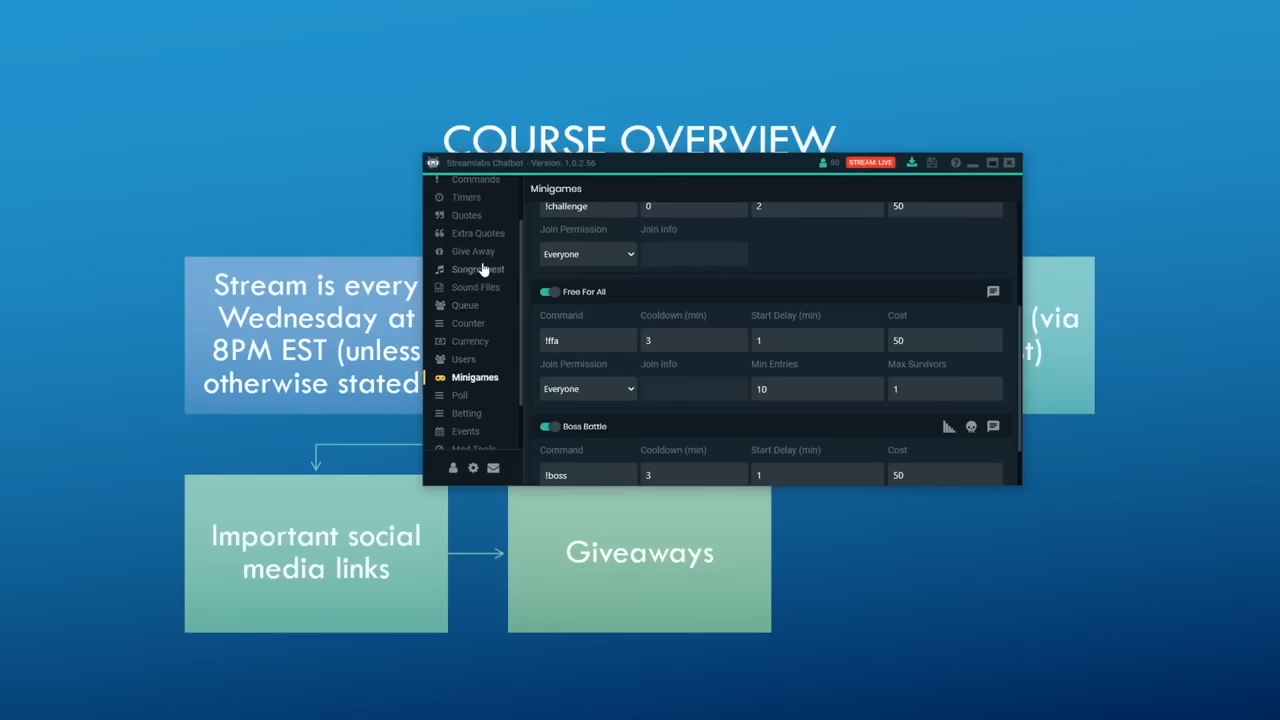 COURSE OVERVIEW
Stream is every
Wednesday at
8PM EST (unless
otherwise stated
(via
Important social
media links
Giveaways
Streamlabs Chatbot - Version: 1.0.2.56
80
STREAM: LIVE
Commands
Timers
Quotes
Extra Quotes
Give Away
Songrequest
Sound Files
Queue
Counter
Currency
Users
Minigames
Poll
Betting
Events
Mod Tools
Minigames
!challenge 0 2 50
Join Permission Join Info
Everyone
Free For All
Command Cooldown (min) Start Delay (min) Cost
!ffa 3 1 50
Join Permission Join Info Min Entries Max Survivors
Everyone 10 1
Boss Battle
Command Cooldown (min) Start Delay (min) Cost
!boss 3 1 50